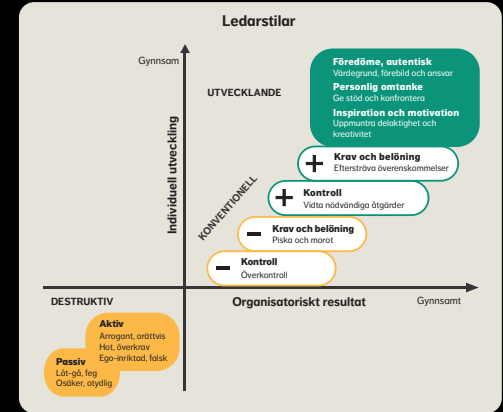 Ledarstilar
Gynnsam
UTVECKLANDE
Föredöme, autentisk
Värdegrund, förebild och ansvar
Personlig omtanke
Ge stöd och konfrontera
Inspiration och motivation
Uppmuntra delaktighet och
kreativitet
Individuell utveckling
KONVENTIONELL
+ Krav och belöning
Eftersträva överenskommelser
+ Kontroll
Vidta nödvändiga åtgärder
– Krav och belöning
Piska och morot
– Kontroll
Överkontroll
DESTRUKTIV
Organisatoriskt resultat
Gynnsamt
Aktiv
Arrogant, orättvis
Hot, överkrav
Ego-inriktad, falsk
Passiv
Låt-gå, feg
Osäker, otydlig